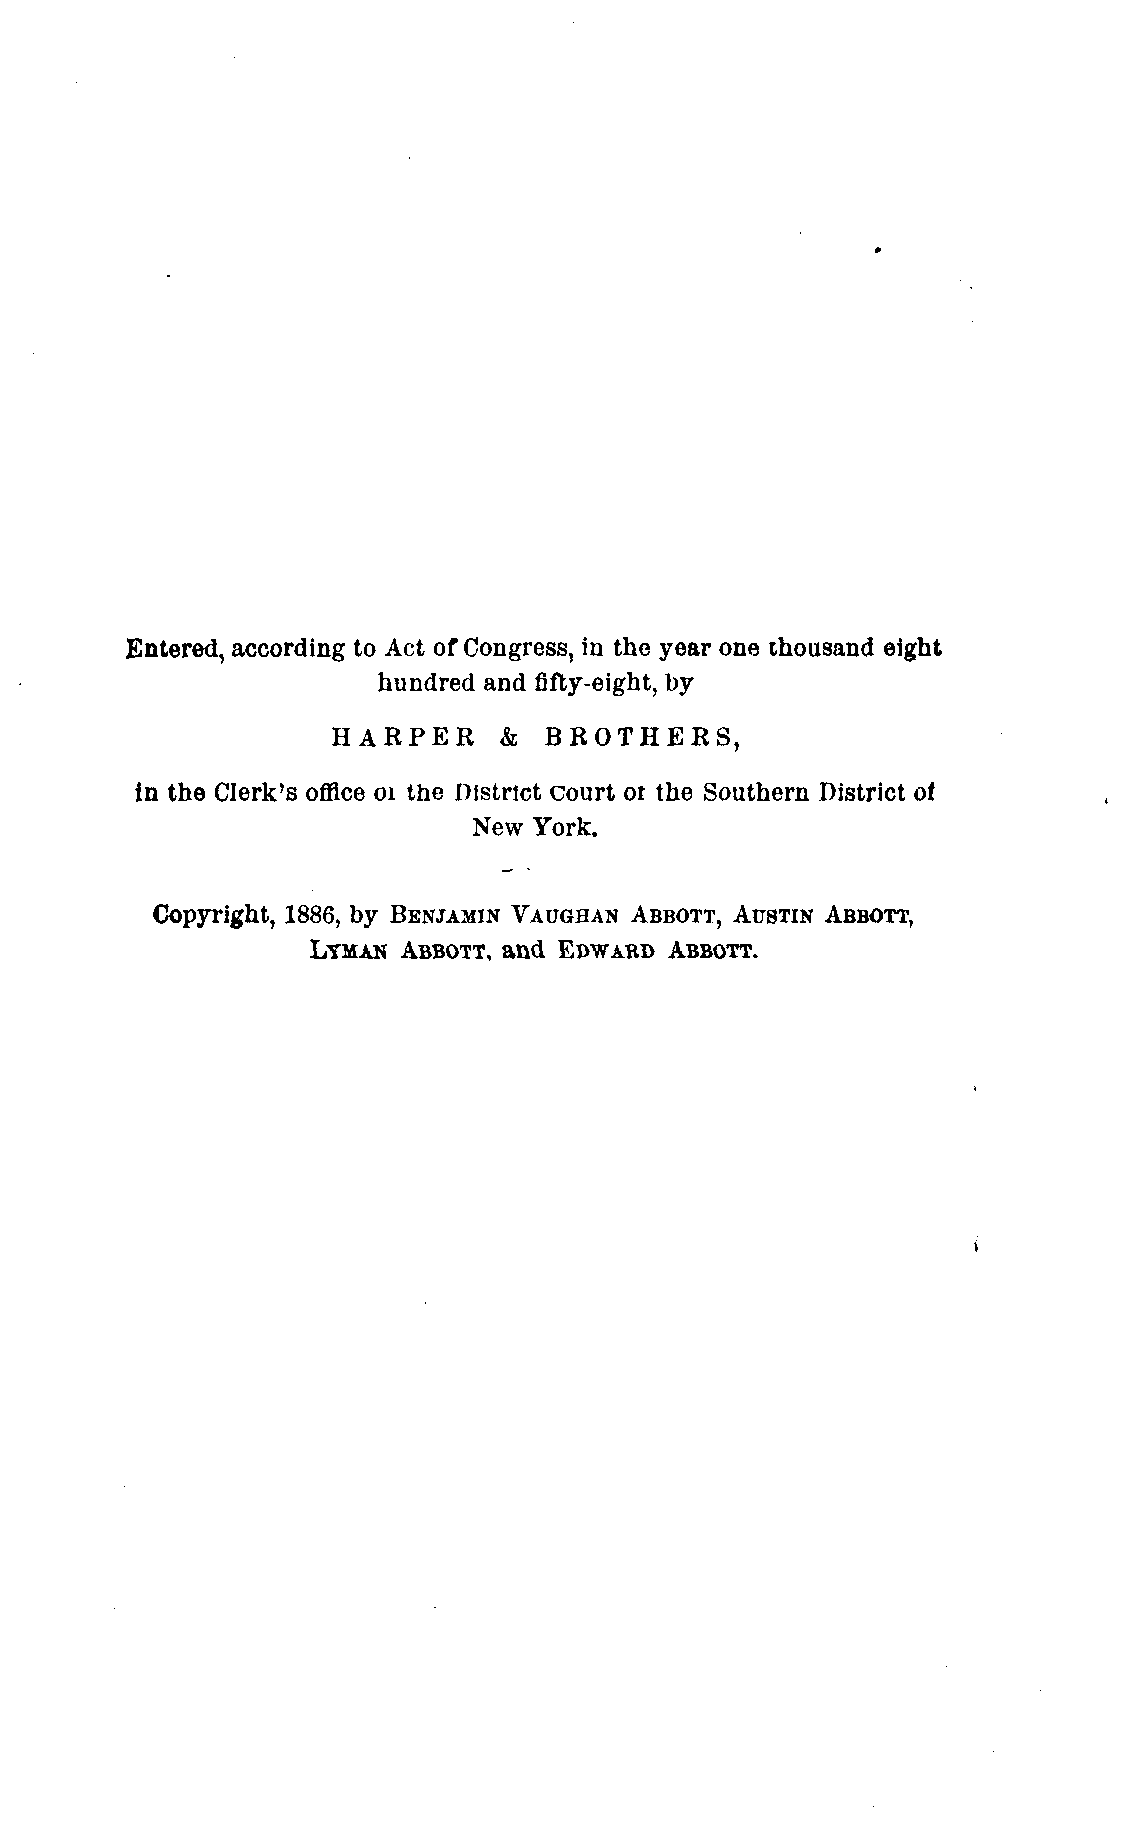 Entered, according to Act of Congress, in the year one thousand eight
hundred and fifty-eight, by
HARPER & BROTHERS,
in the Clerk's office of the District Court of the Southern District of
New York.
Copyright, 1886, by BENJAMIN VAUGHAN ABBOTT, AUSTIN ABBOTT,
LYMAN ABBOTT, and EDWARD ABBOTT.